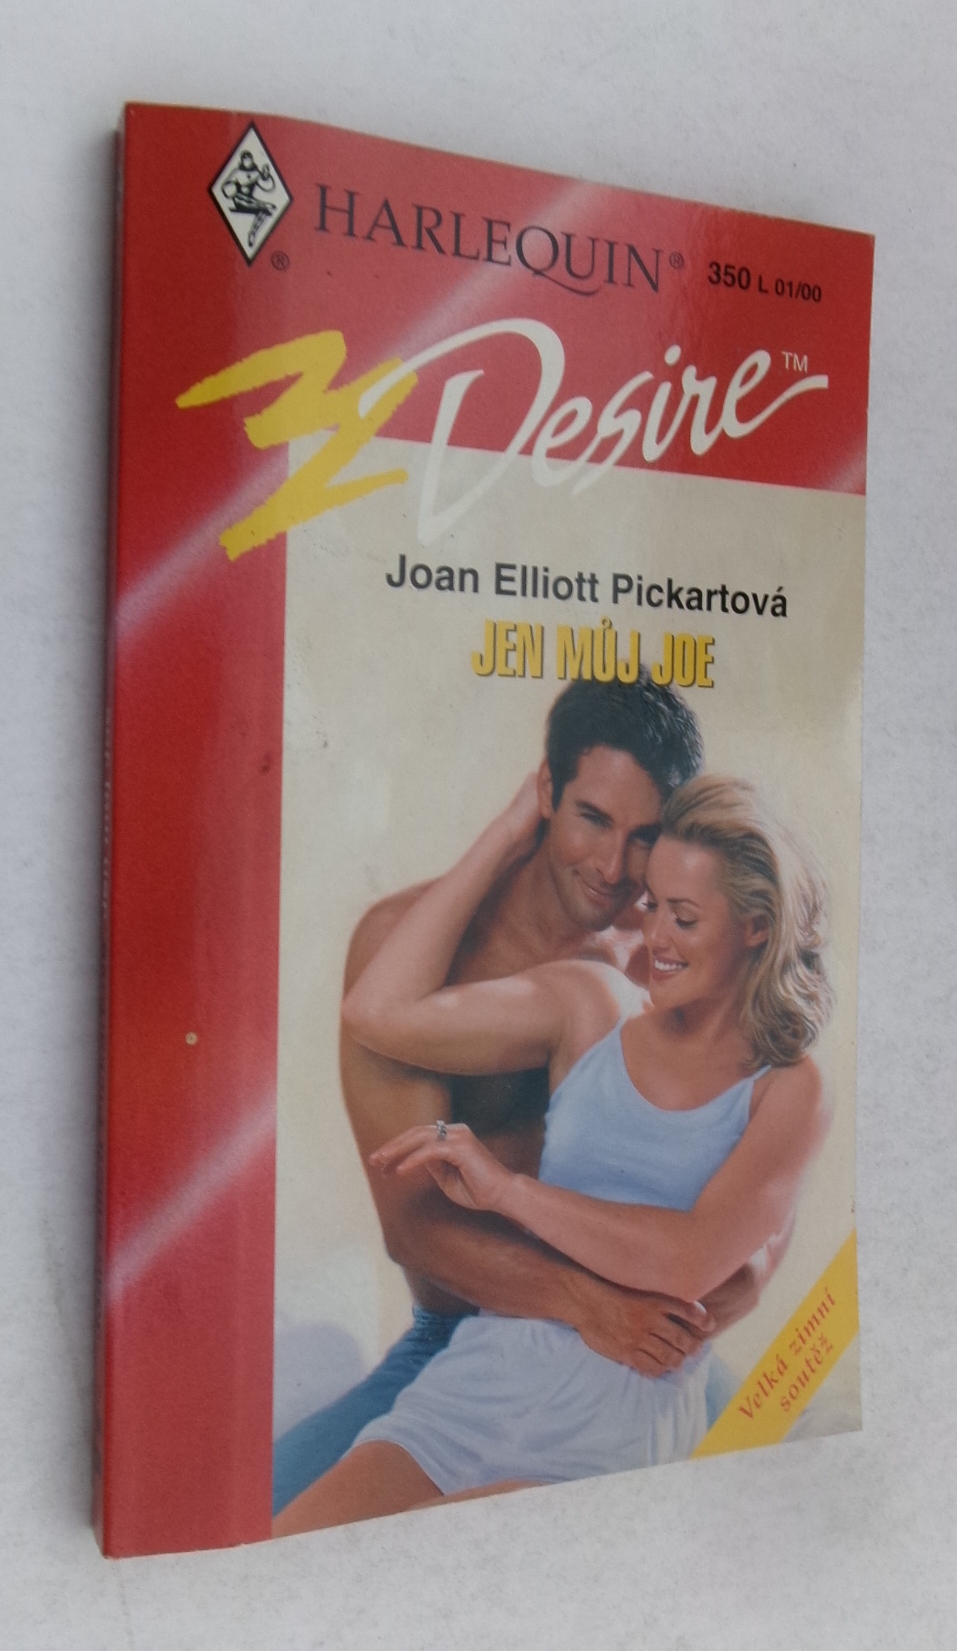 HARLEQUIN®
®
350 L 01/00
Desire™
Joan Elliott Pickartová
JEN MŮJ JOE
Velká zimní
soutěž